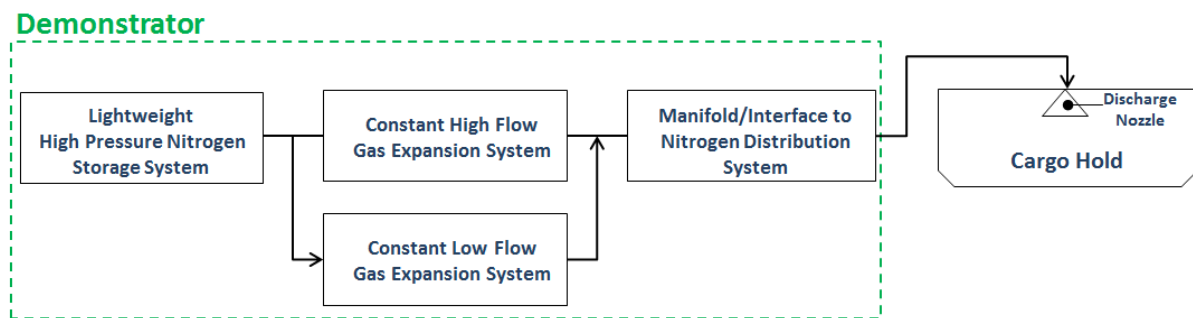 Demonstrator
Lightweight
High Pressure Nitrogen
Storage System
Constant High Flow
Gas Expansion System
Manifold/Interface to
Nitrogen Distribution
System
Discharge
Nozzle
Cargo Hold
Constant Low Flow
Gas Expansion System